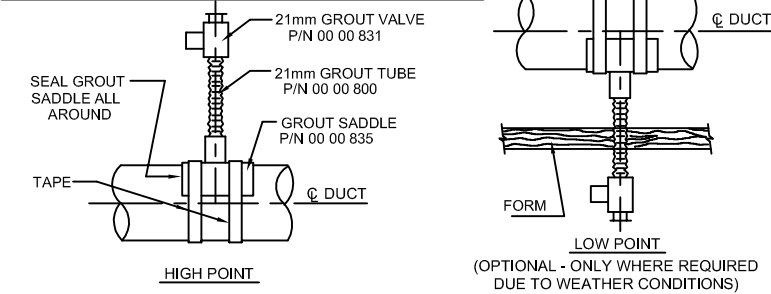 21mm GROUT VALVE
P/N 00 00 831
21mm GROUT TUBE
P/N 00 00 800
SEAL GROUT
SADDLE ALL
AROUND
GROUT SADDLE
P/N 00 00 835
TAPE
℄ DUCT
HIGH POINT
℄ DUCT
FORM
LOW POINT
(OPTIONAL - ONLY WHERE REQUIRED
DUE TO WEATHER CONDITIONS)